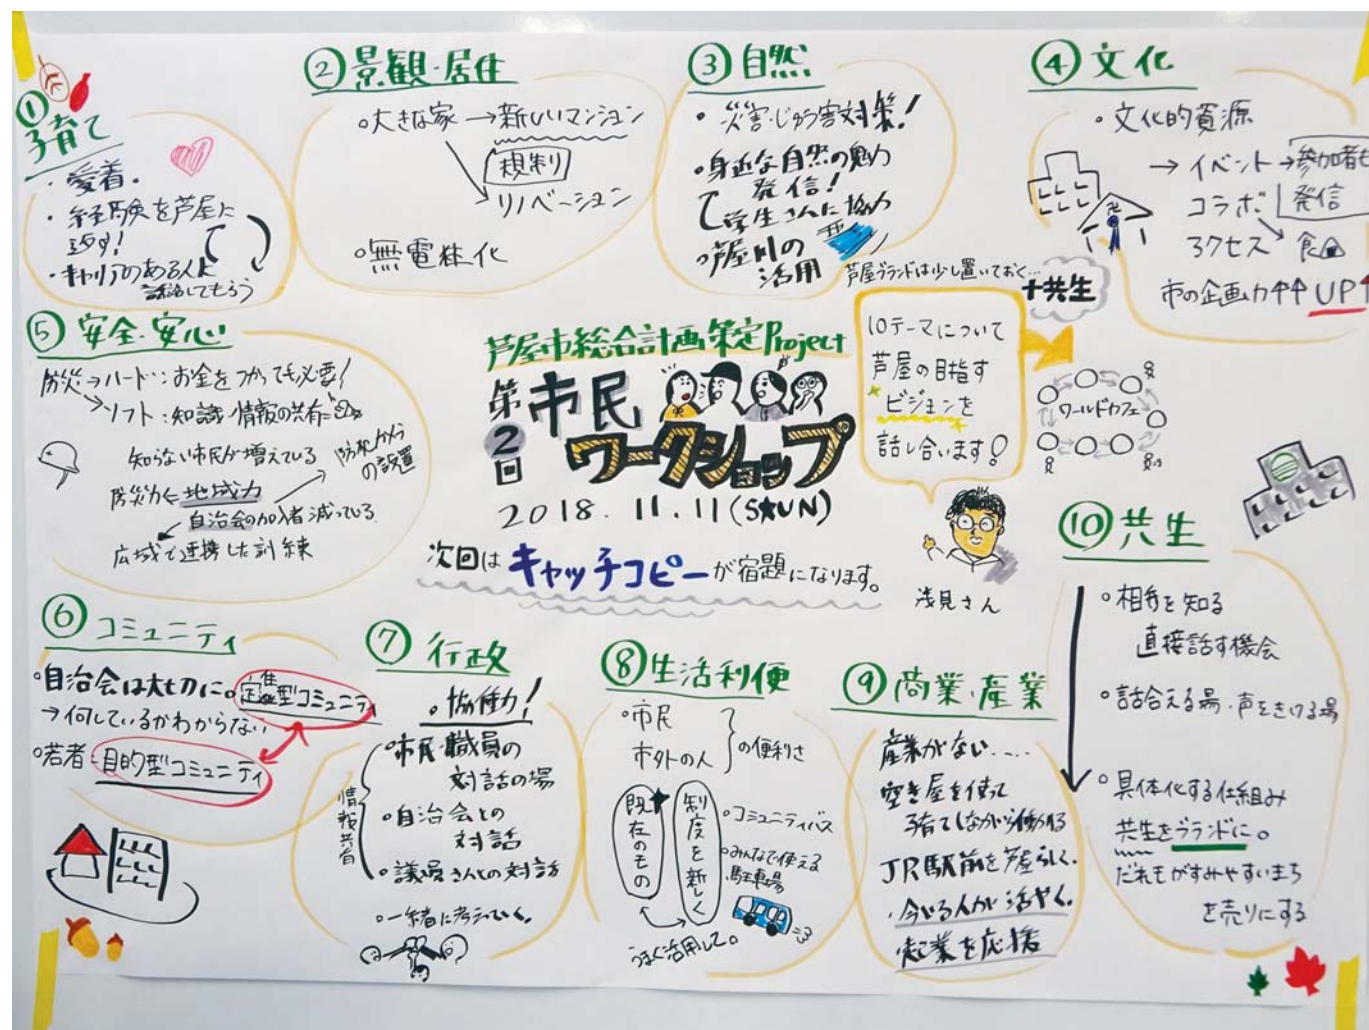 ① 子育て
・愛着。
・経験を芦屋に
返す!
・キャリアのある人に
話してもらう
② 景観・居住
・大きな家 → 新しいマンション
規制
リノベーション
・無電柱化
③ 自然
・災害・じゅう害対策!
・身近な自然の魅力
発信!
学生さんに協力
・芦屋川の
活用
④ 文化
・文化的資源
→ イベント → 参加者も
コラボ 発信
アクセス 食
市の企画力↑↑ UP↑
⑤ 安全・安心
防災→ハード…お金をつかっても必要!
→ソフト:知識・情報の共有
知らない市民が増えている
防犯カメラ
の設置
防災力 地域力
自治会の加入者減っている
広域で連携した訓練
芦屋市総合計画策定Project
第2回
市民
ワークショップ
2018.11.11(SUN)
次回はキャッチコピーが宿題になります。
芦屋ブランドは少し置いておく…
+共生
10テーマについて
芦屋の目指す
ビジョンを
話し合います!
浅見さん
ワールドカフェ
⑥ コミュニティ
・自治会は大切に。
→何しているかわからない
定住型コミュニティ
・若者:目的型コミュニティ
⑦ 行政
・協働力!
・市民・職員の
対話の場
・自治会との
対話
・議員さんとの対話
情報共有
・一緒に考えていく。
⑧ 生活利便
・市民
市外の人
の便利さ
既在のもの
制度を新しく
・コミュニティバス
・みんなで使える
駐車場
うまく活用して。
⑨ 商業・産業
産業がない....
空き屋を使って
子育てしながら働ける
JR駅前を芦屋らしく。
・今いる人が活やく。
・起業を応援
⑩ 共生
・相手を知る
直接話す機会
・話合える場・声をきける場
・具体化する仕組み
共生をブランドに。
だれもがすみやすいまち
を売りにする